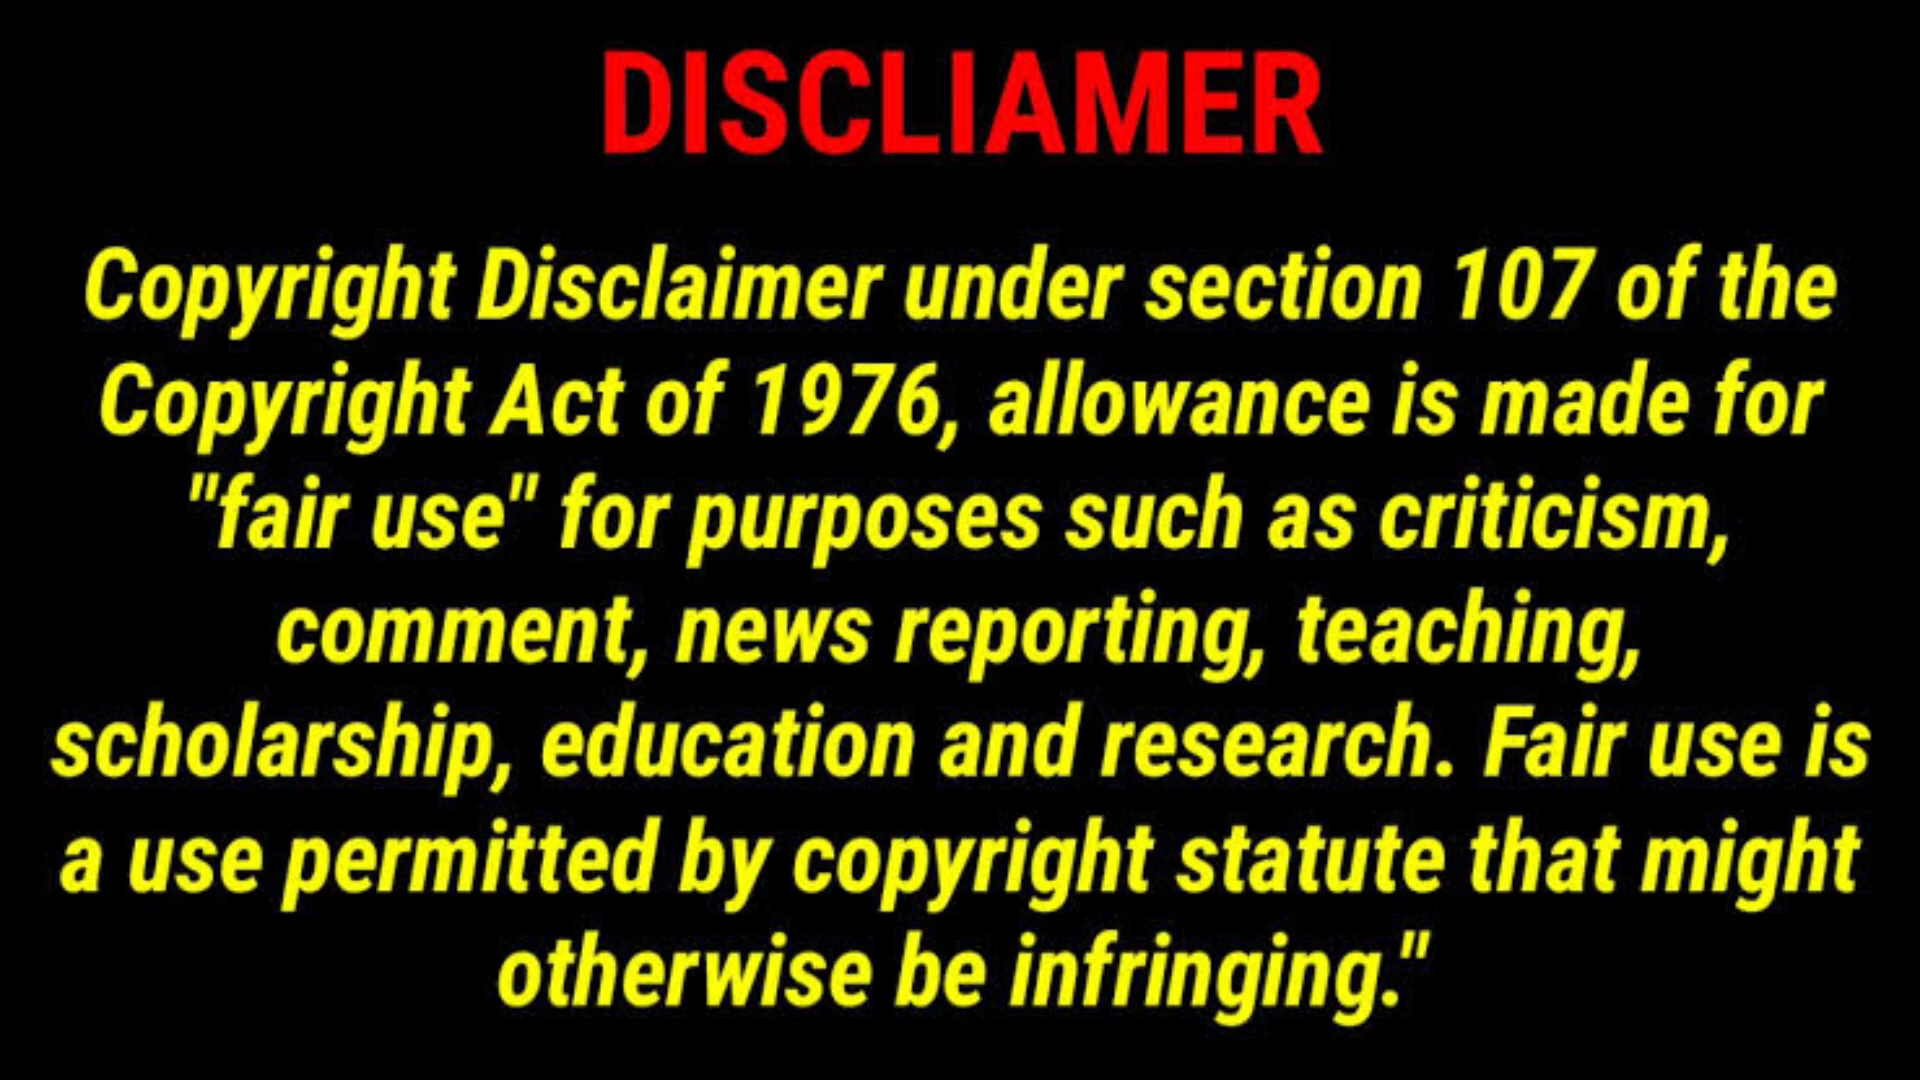 DISCLIAMER
Copyright Disclaimer under section 107 of the
Copyright Act of 1976, allowance is made for
"fair use" for purposes such as criticism,
comment, news reporting, teaching,
scholarship, education and research. Fair use is
a use permitted by copyright statute that might
otherwise be infringing."